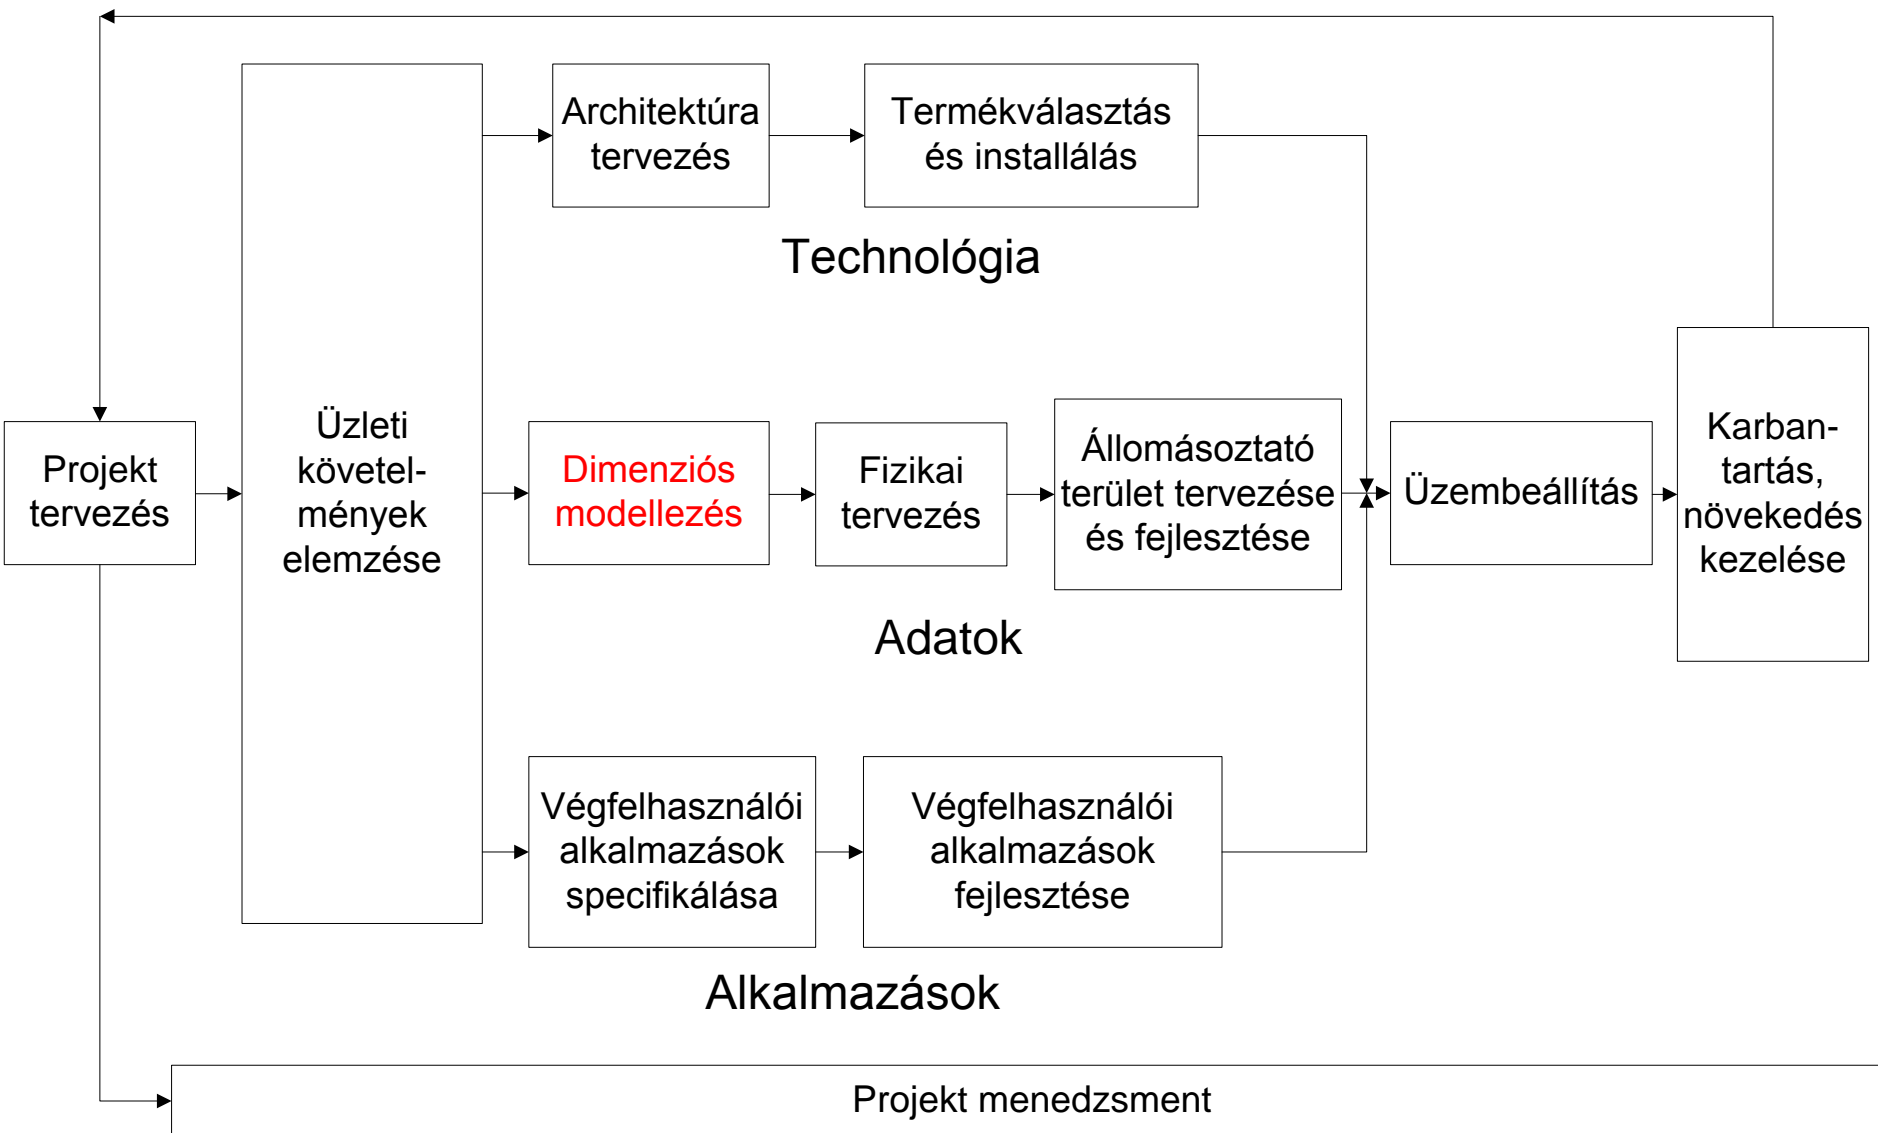 Projekt
tervezés
Üzleti
követel-
mények
elemzése
Architektúra
tervezés
Termékválasztás
és installálás
Technológia
Dimenziós
modellezés
Fizikai
tervezés
Állomásoztató
terület tervezése
és fejlesztése
Adatok
Végfelhasználói
alkalmazások
specifikálása
Végfelhasználói
alkalmazások
fejlesztése
Alkalmazások
Üzembeállítás
Karban-
tartás,
növekedés
kezelése
Projekt menedzsment